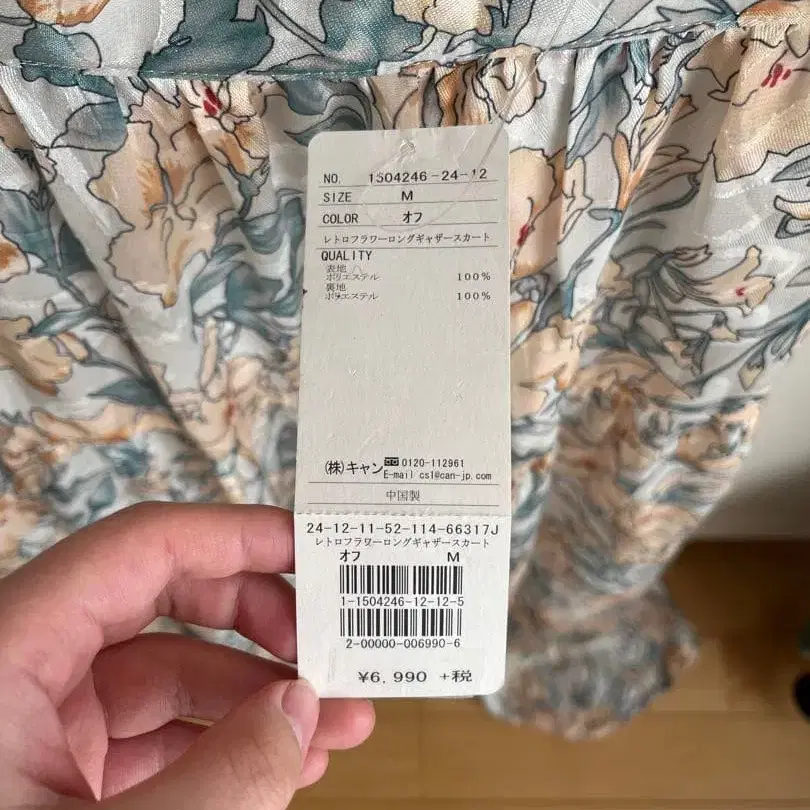 NO. 1504246-24-12
SIZE M
COLOR オフ
レトロフラワーロングギャザースカート
QUALITY
表地
ポリエステル 100%
裏地
ポリエステル 100%
(株)キャン 0120-112961
E-mail csl@can-jp.com
中国製
24-12-11-52-114-66317J
レトロフラワーロングギャザースカート
オフ M
1-1504246-12-12-5
2-00000-006990-6
¥6,990 +税